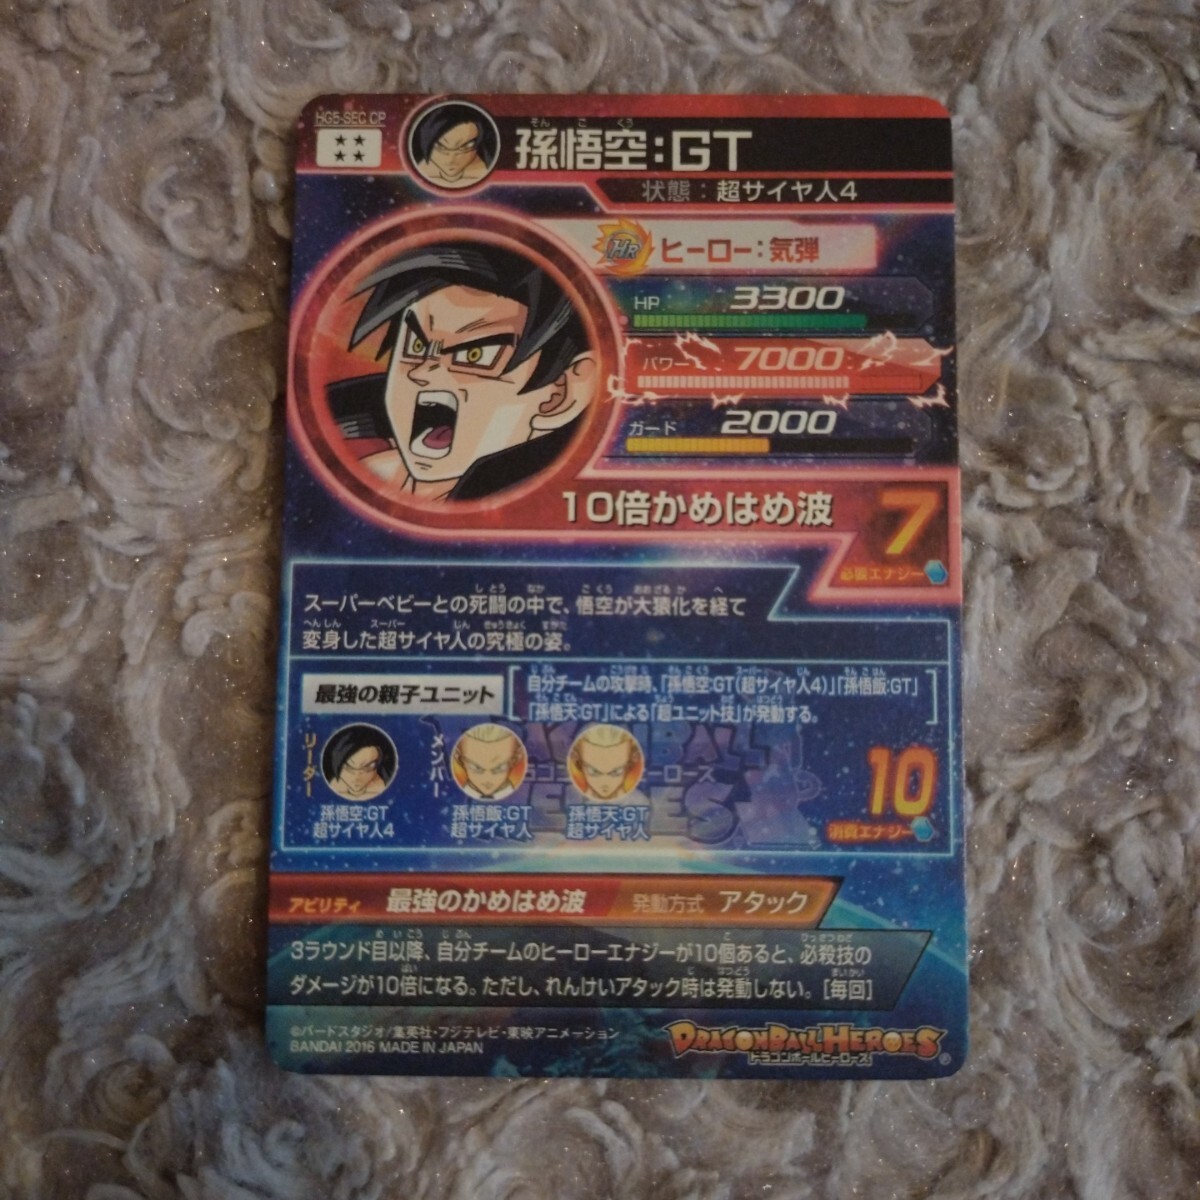 HG5-SEC CP
孫悟空:GT
そん ご くう
状態:超サイヤ人4
HR ヒーロー:気弾
HP 3300
パワー 7000
ガード 2000
10倍かめはめ波
7
必要エナジー
スーパーベビーとの死闘の中で、悟空が大猿化を経て
変身した超サイヤ人の究極の姿。
最強の親子ユニット
自分チームの攻撃時、「孫悟空:GT(超サイヤ人4)」「孫悟飯:GT」
「孫悟天:GT」による「超ユニット技」が発動する。
リーダー
孫悟空:GT
超サイヤ人4
メンバー
孫悟飯:GT
超サイヤ人
孫悟天:GT
超サイヤ人
10
消費エナジー
アビリティ 最強のかめはめ波 発動方式 アタック
3ラウンド目以降、自分チームのヒーローエナジーが10個あると、必殺技の
ダメージが10倍になる。ただし、れんけいアタック時は発動しない。[毎回]
©バードスタジオ/集英社・フジテレビ・東映アニメーション
BANDAI 2016 MADE IN JAPAN
DRAGONBALL HEROES
ドラゴンボールヒーローズ